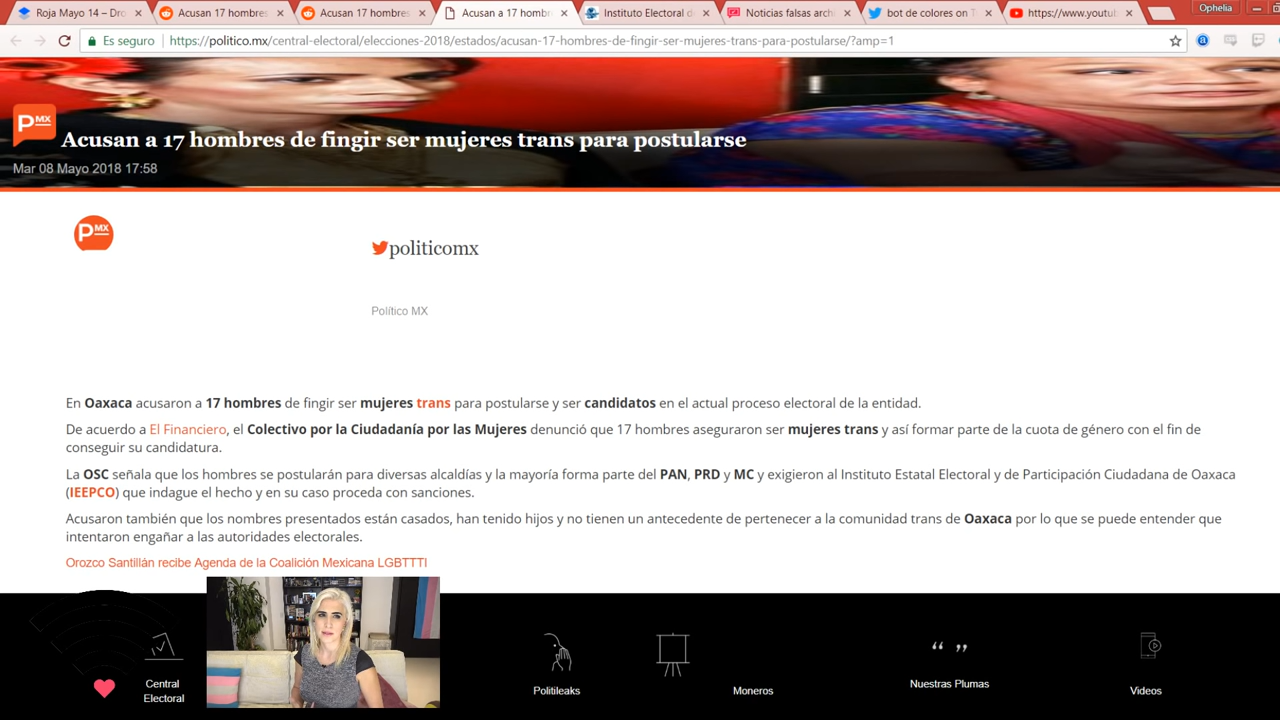 Roja Mayo 14 – Dro
Acusan 17 hombres
Acusan 17 hombres
Acusan a 17 hombr
Instituto Electoral de
Noticias falsas archi
bot de colores on T
https://www.youtu
Ophelia
Es seguro
https://politico.mx/central-electoral/elecciones-2018/estados/acusan-17-hombres-de-fingir-ser-mujeres-trans-para-postularse/?amp=1
PMX
Acusan a 17 hombres de fingir ser mujeres trans para postularse
Mar 08 Mayo 2018 17:58
PMX
politicomx
Político MX
En Oaxaca acusaron a 17 hombres de fingir ser mujeres trans para postularse y ser candidatos en el actual proceso electoral de la entidad.
De acuerdo a El Financiero, el Colectivo por la Ciudadanía por las Mujeres denunció que 17 hombres aseguraron ser mujeres trans y así formar parte de la cuota de género con el fin de
conseguir su candidatura.
La OSC señala que los hombres se postularán para diversas alcaldías y la mayoría forma parte del PAN, PRD y MC y exigieron al Instituto Estatal Electoral y de Participación Ciudadana de Oaxaca
(IEEPCO) que indague el hecho y en su caso proceda con sanciones.
Acusaron también que los nombres presentados están casados, han tenido hijos y no tienen un antecedente de pertenecer a la comunidad trans de Oaxaca por lo que se puede entender que
intentaron engañar a las autoridades electorales.
Orozco Santillán recibe Agenda de la Coalición Mexicana LGBTTTI
Central
Electoral
Politileaks
Moneros
Nuestras Plumas
Videos